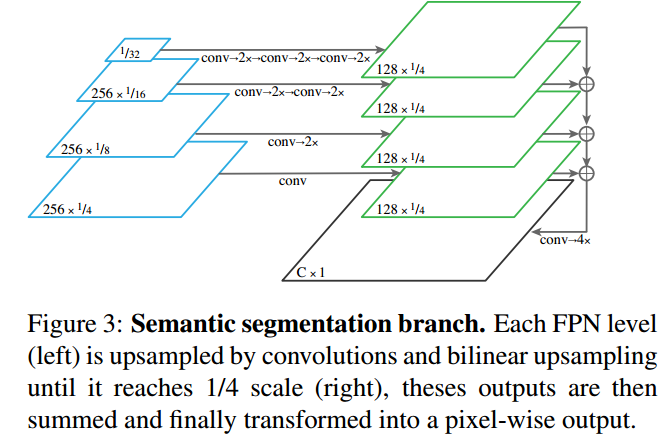 1/32
conv→2×→conv→2×→conv→2×
128 × 1/4
256 × 1/16
conv→2×→conv→2×
128 × 1/4
256 × 1/8
conv→2×
128 × 1/4
256 × 1/4
conv
128 × 1/4
conv→4×
C × 1
Figure 3: Semantic segmentation branch. Each FPN level
(left) is upsampled by convolutions and bilinear upsampling
until it reaches 1/4 scale (right), theses outputs are then
summed and finally transformed into a pixel-wise output.